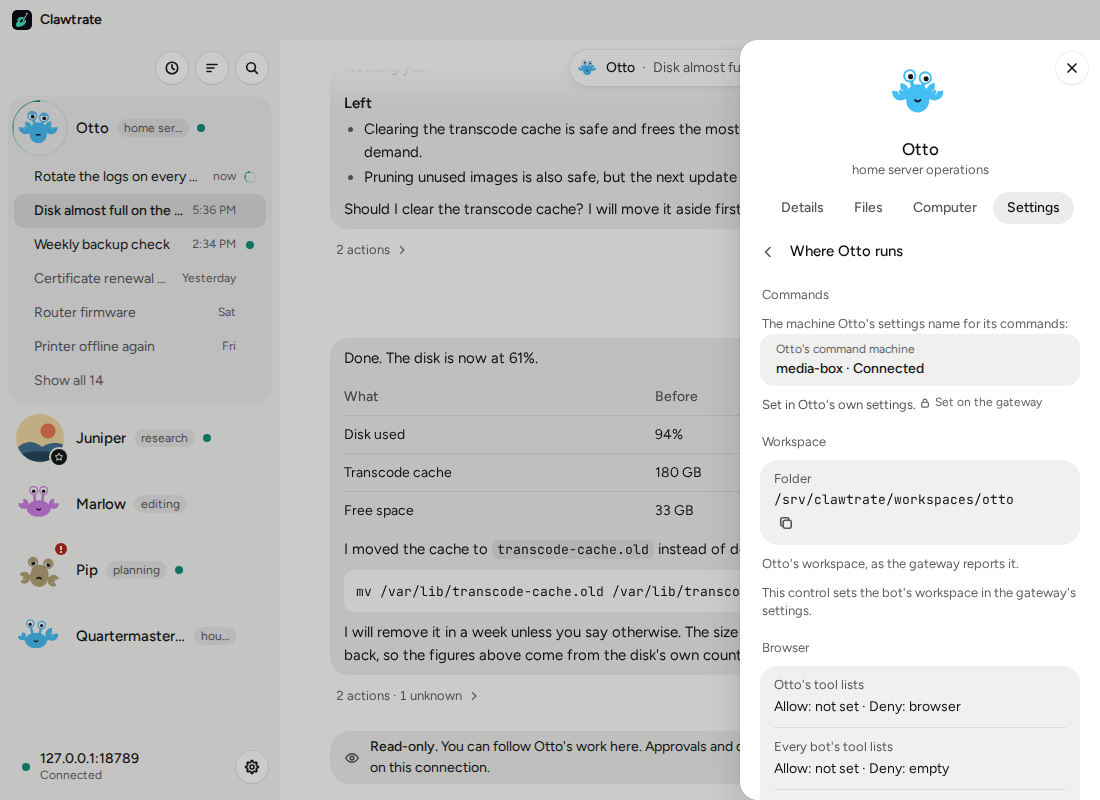 Clawtrate
Otto
home ser...
Rotate the logs on every ...
now
Disk almost full on the ...
5:36 PM
Weekly backup check
2:34 PM
Certificate renewal ...
Yesterday
Router firmware
Sat
Printer offline again
Fri
Show all 14
Juniper
research
Marlow
editing
Pip
planning
Quartermaster...
hou...
127.0.0.1:18789
Connected
Otto · Disk almost fu
Nothing yet.
Left
Clearing the transcode cache is safe and frees the most
demand.
Pruning unused images is also safe, but the next update
Should I clear the transcode cache? I will move it aside first
2 actions
Done. The disk is now at 61%.
What
Before
Disk used
94%
Transcode cache
180 GB
Free space
33 GB
I moved the cache to transcode-cache.old instead of d
mv /var/lib/transcode-cache.old /var/lib/transco
I will remove it in a week unless you say otherwise. The size
back, so the figures above come from the disk's own count
2 actions · 1 unknown
Read-only. You can follow Otto's work here. Approvals and
on this connection.
Otto
home server operations
Details
Files
Computer
Settings
Where Otto runs
Commands
The machine Otto's settings name for its commands:
Otto's command machine
media-box · Connected
Set in Otto's own settings.
Set on the gateway
Workspace
Folder
/srv/clawtrate/workspaces/otto
Otto's workspace, as the gateway reports it.
This control sets the bot's workspace in the gateway's
settings.
Browser
Otto's tool lists
Allow: not set · Deny: browser
Every bot's tool lists
Allow: not set · Deny: empty